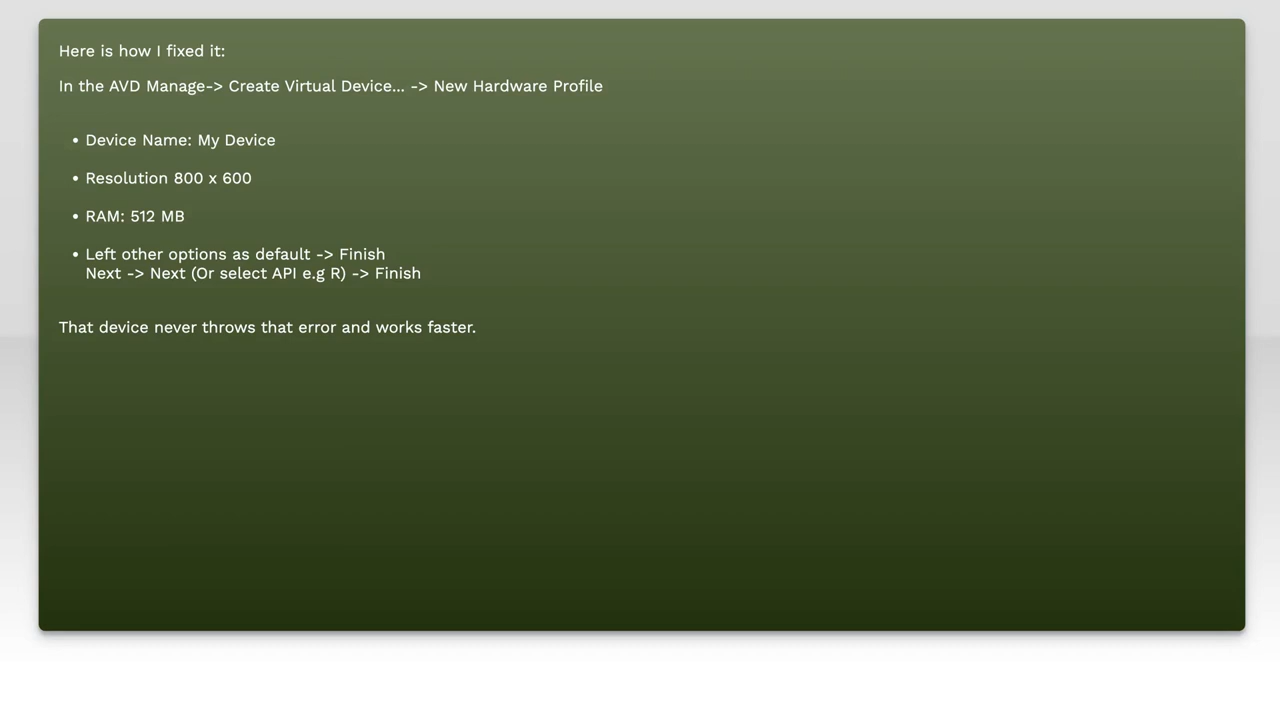 Here is how I fixed it:
In the AVD Manage-> Create Virtual Device... -> New Hardware Profile
• Device Name: My Device
• Resolution 800 x 600
• RAM: 512 MB
• Left other options as default -> Finish
Next -> Next (Or select API e.g R) -> Finish
That device never throws that error and works faster.